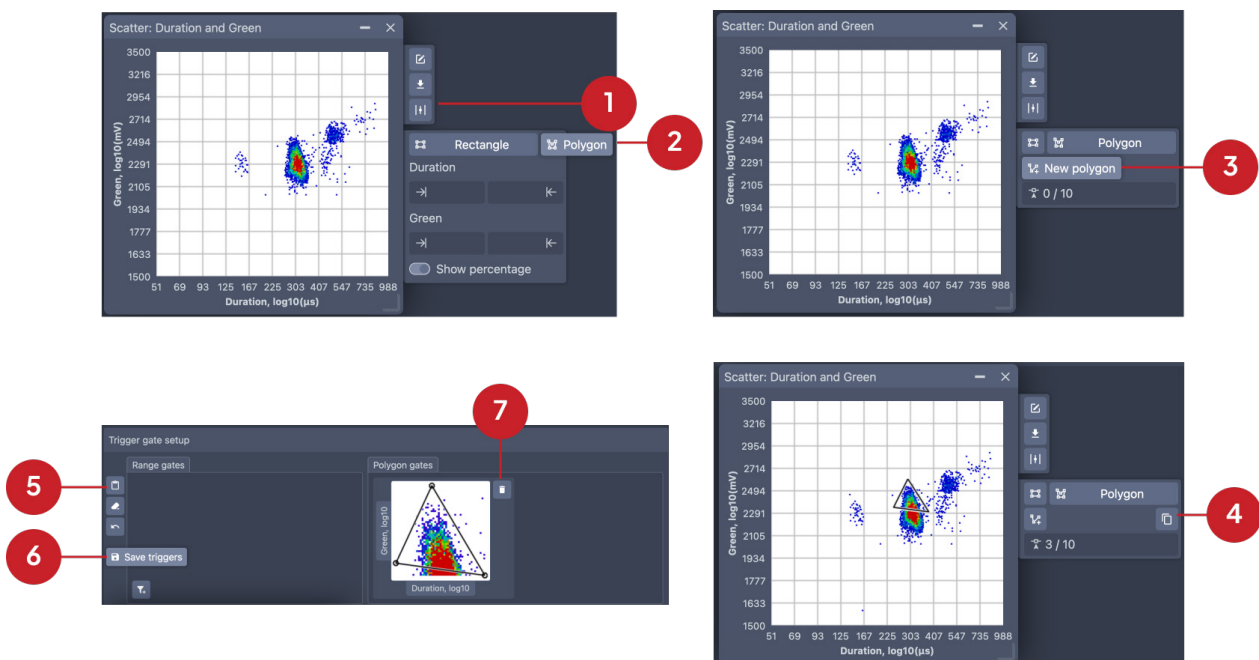 Scatter: Duration and Green
3500
3216
2954
2714
2494
2291
2105
1934
1777
1633
1500
Green, log10(mV)
51 69 93 125 167 225 303 407 547 735 988
Duration, log10(µs)
1
Rectangle
Polygon
2
Duration
Green
Show percentage
Scatter: Duration and Green
3500
3216
2954
2714
2494
2291
2105
1934
1777
1633
1500
Green, log10(mV)
51 69 93 125 167 225 303 407 547 735 988
Duration, log10(µs)
Polygon
New polygon
3
0 / 10
Trigger gate setup
Range gates
Polygon gates
7
5
6
Save triggers
Green, log10
Duration, log10
Scatter: Duration and Green
3500
3216
2954
2714
2494
2291
2105
1934
1777
1633
1500
Green, log10(mV)
51 69 93 125 167 225 303 407 547 735 988
Duration, log10(µs)
Polygon
4
3 / 10